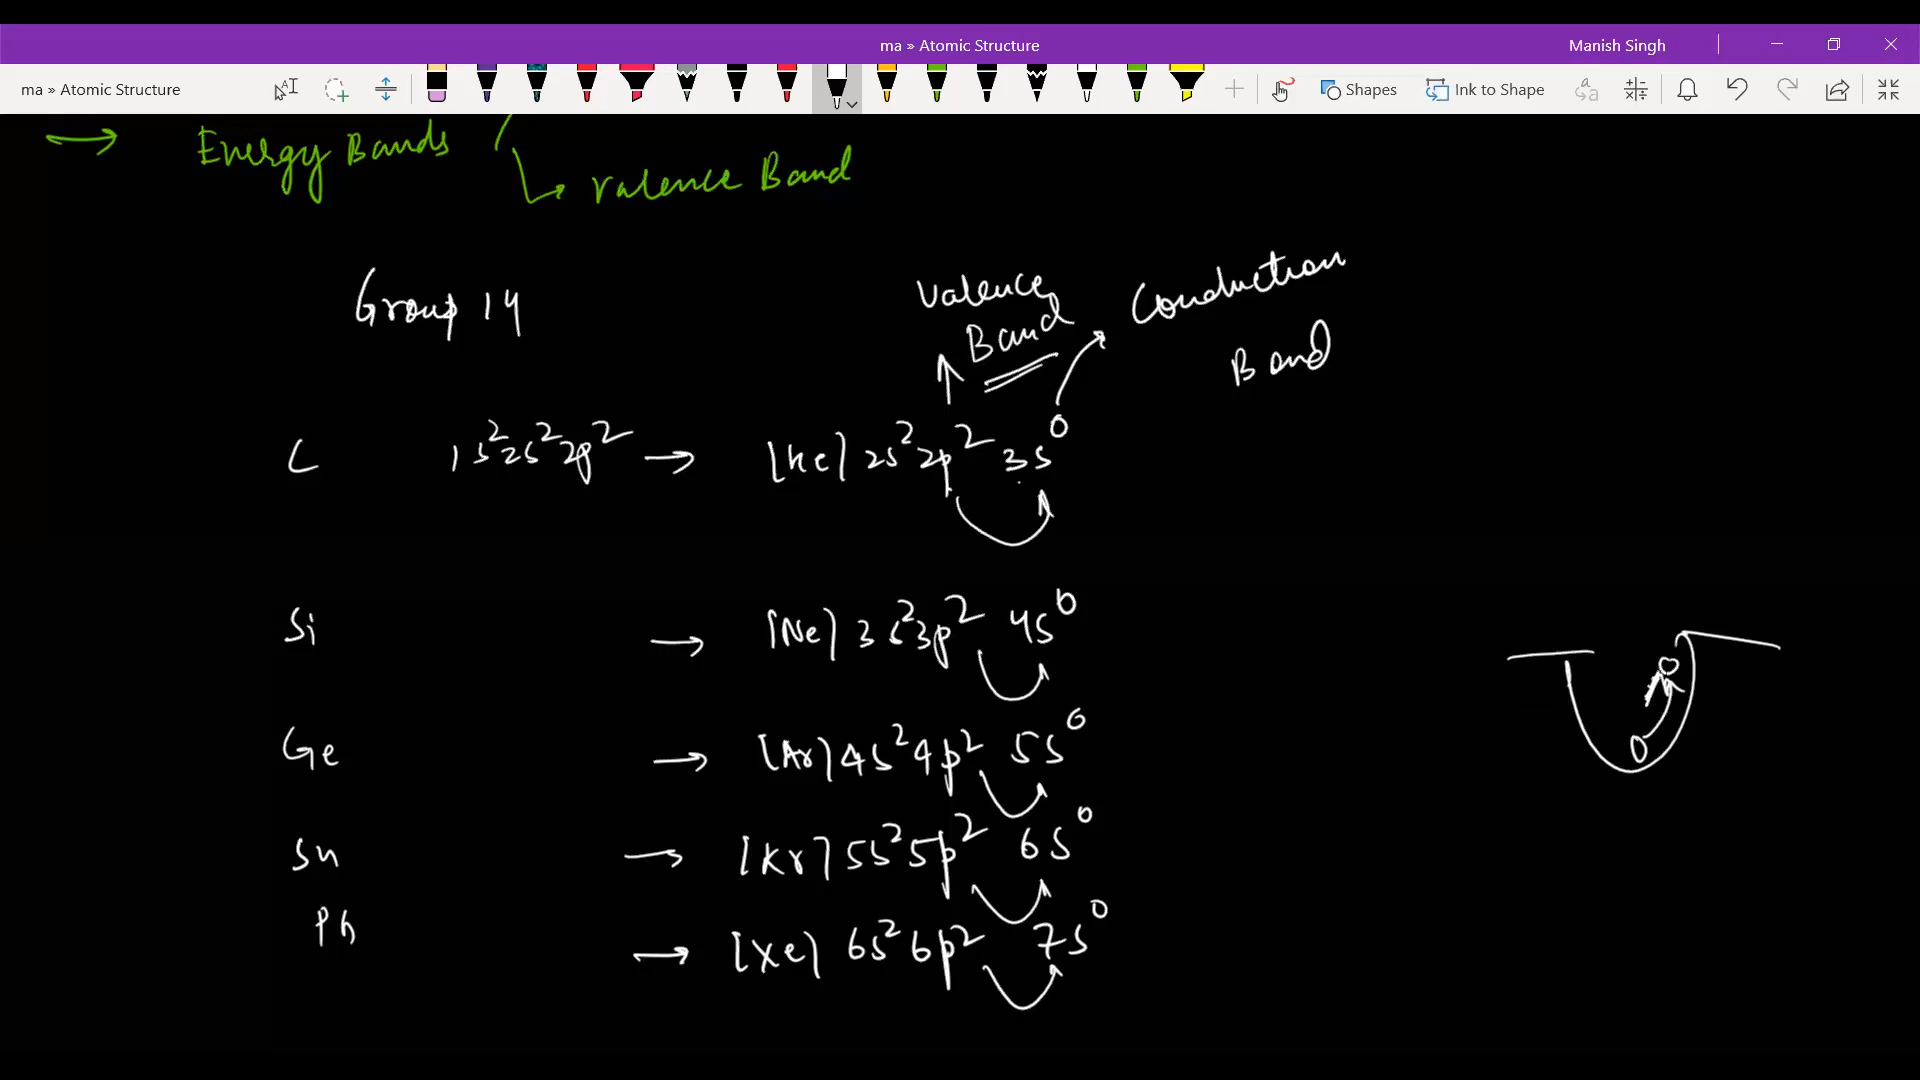 ma » Atomic Structure
Manish Singh
ma » Atomic Structure
Shapes
Ink to Shape
→ Energy Bands
↳ Valence Band
Group 14
Valence Band
Conduction Band
C 1s²2s²2p² → [He] 2s²2p² 3s⁰
Si → [Ne] 3s²3p² 4s⁰
Ge → [Ar] 4s²4p² 5s⁰
Sn → [Kr] 5s²5p² 6s⁰
Pb → [Xe] 6s²6p² 7s⁰